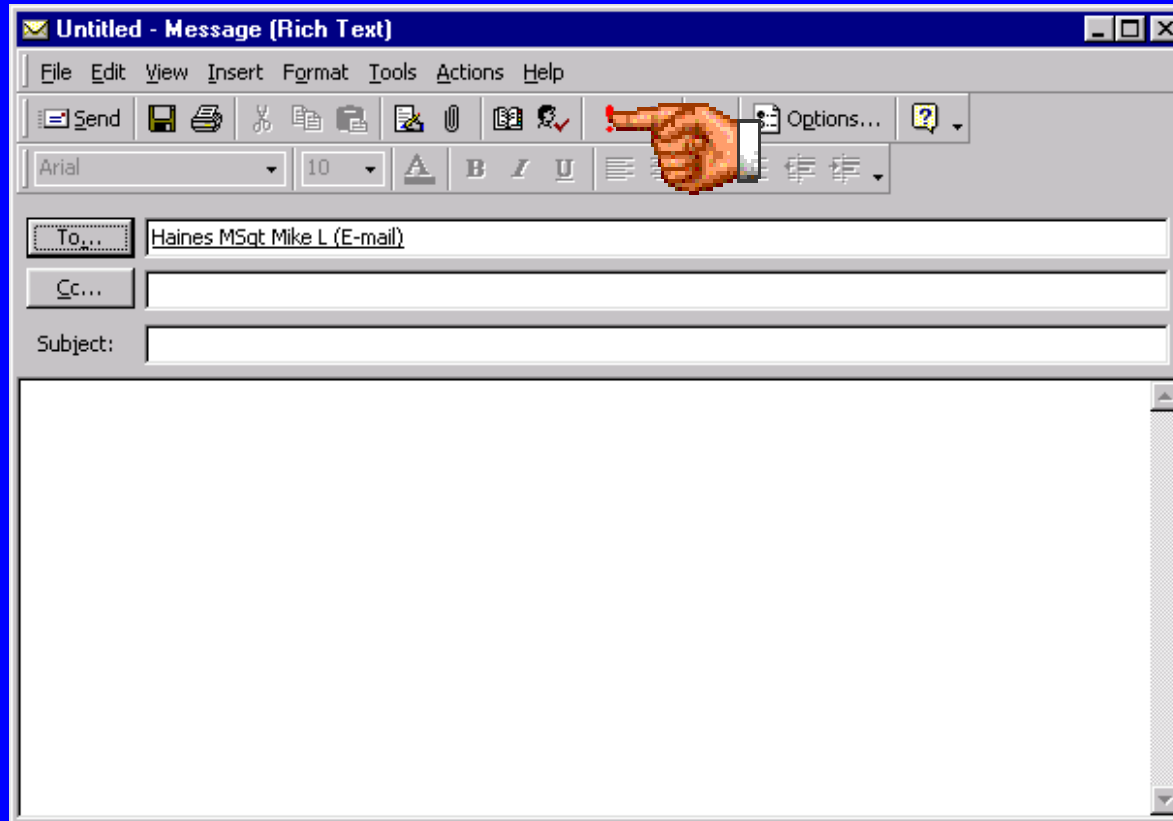 Untitled - Message (Rich Text)
File Edit View Insert Format Tools Actions Help
Send Options...
Arial 10 A B I U
To... Haines MSgt Mike L (E-mail)
Cc...
Subject: